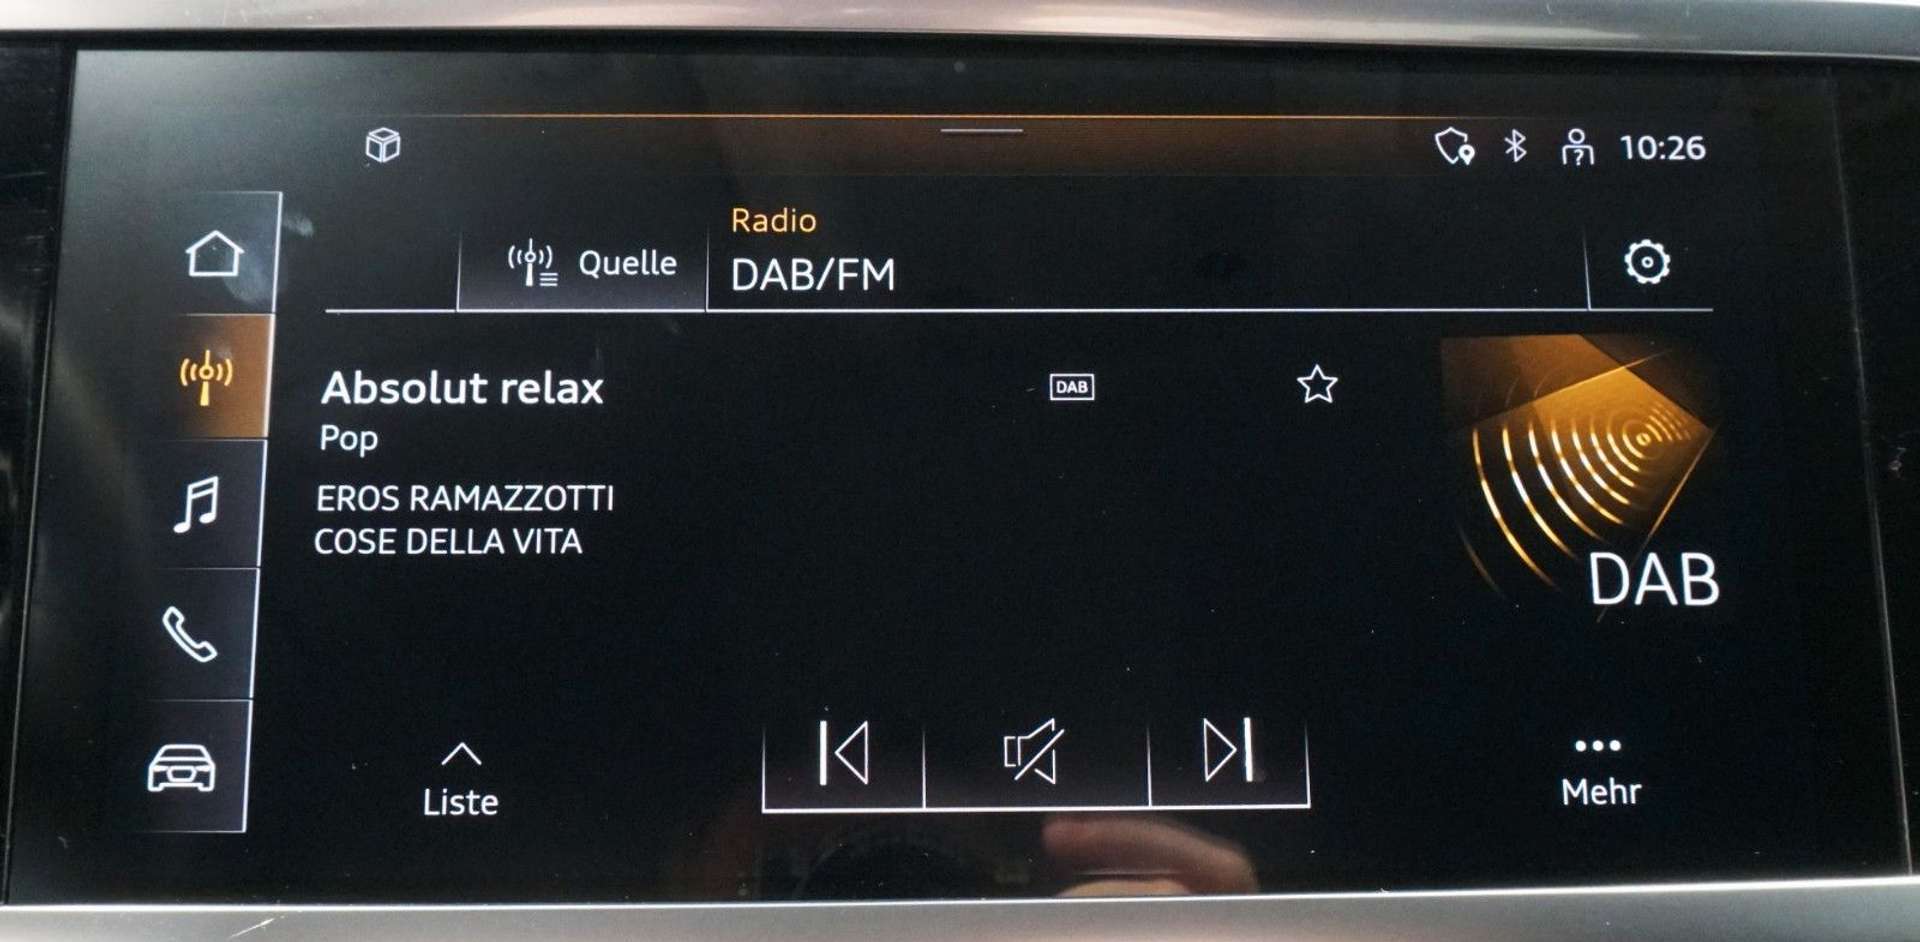 10:26
Radio
Quelle
DAB/FM
Absolut relax
DAB
Pop
EROS RAMAZZOTTI
COSE DELLA VITA
DAB
Liste
Mehr